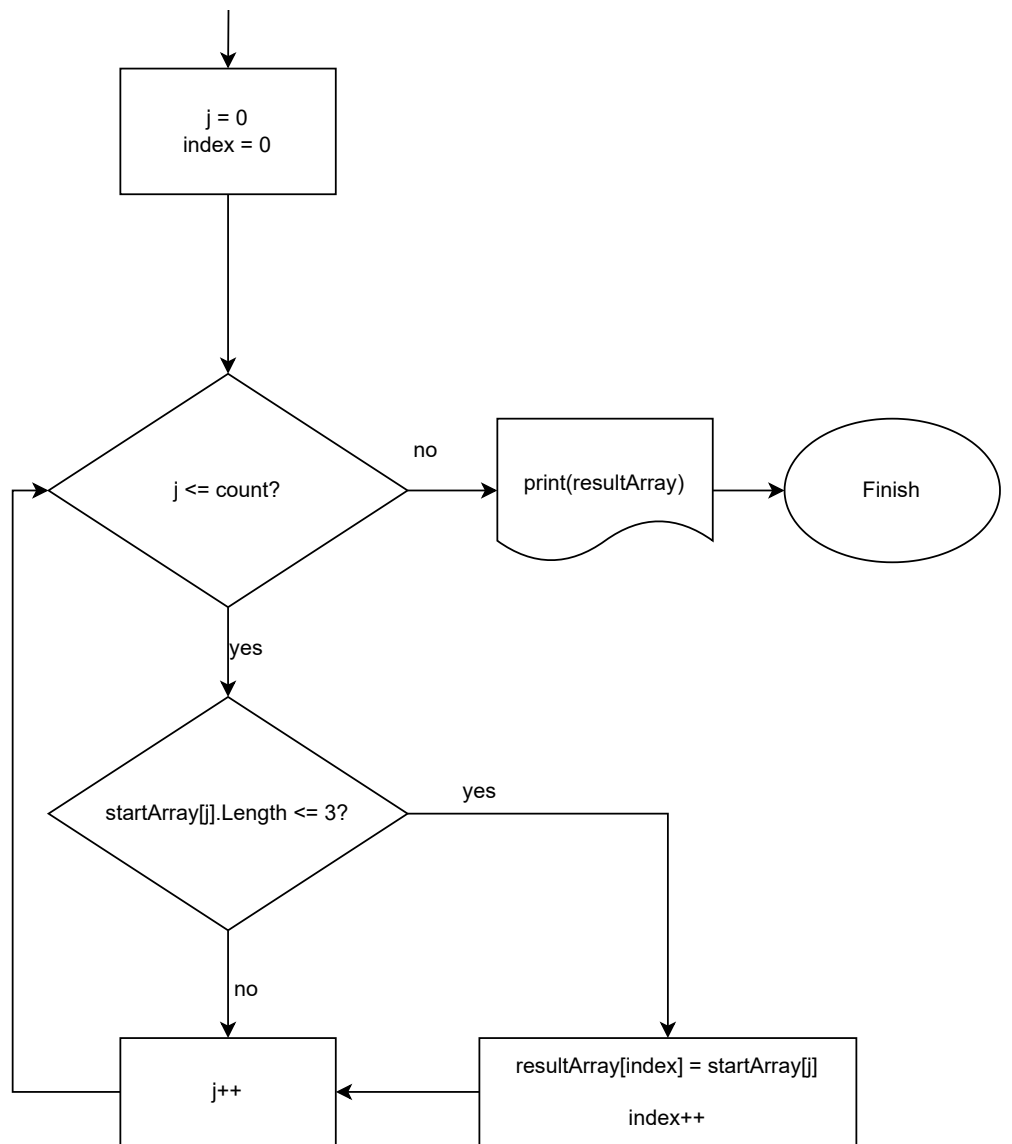 j = 0
index = 0
j <= count?
no
print(resultArray)
Finish
yes
startArray[j].Length <= 3?
yes
no
j++
resultArray[index] = startArray[j]
index++